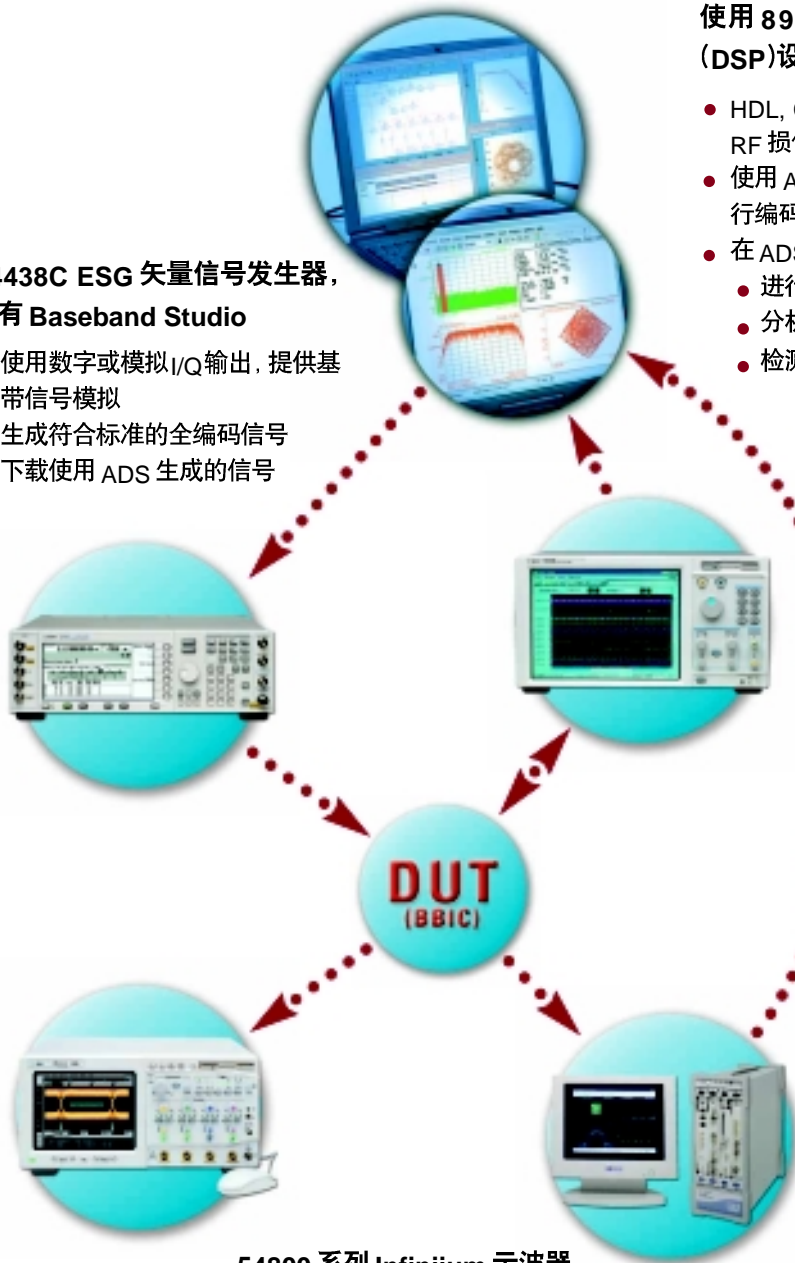 使用 89
(DSP)设
• HDL,
RF 损
• 使用 A
行编码
• 在 ADS
• 进行
• 分析
• 检测
4438C ESG 矢量信号发生器,
有 Baseband Studio
使用数字或模拟I/Q输出, 提供基
带信号模拟
生成符合标准的全编码信号
下载使用 ADS 生成的信号
DUT
(BBIC)
54800 系列 Infiniium 示波器